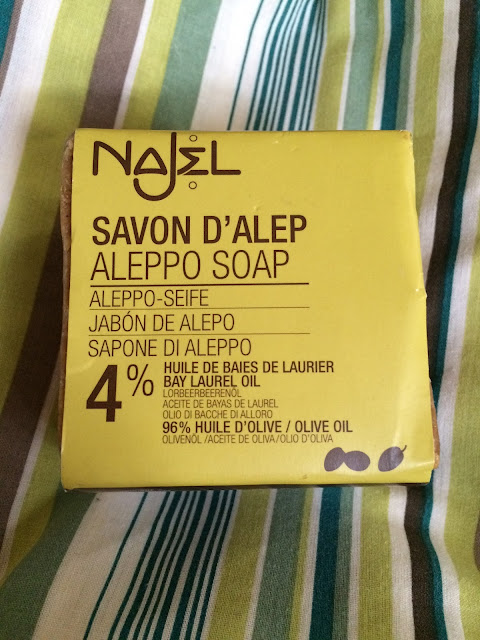 NAJEL
SAVON D'ALEP
ALEPPO SOAP
ALEPPO-SEIFE
JABÓN DE ALEPO
SAPONE DI ALEPPO
4% HUILE DE BAIES DE LAURIER
BAY LAUREL OIL
LORBEERBEERENÖL
ACEITE DE BAYAS DE LAUREL
OLIO DI BACCHE DI ALLORO
96% HUILE D'OLIVE / OLIVE OIL
OLIVENÖL /ACEITE DE OLIVA/OLIO D'OLIVA